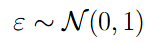 ε ∼ 𝒩(0, 1)